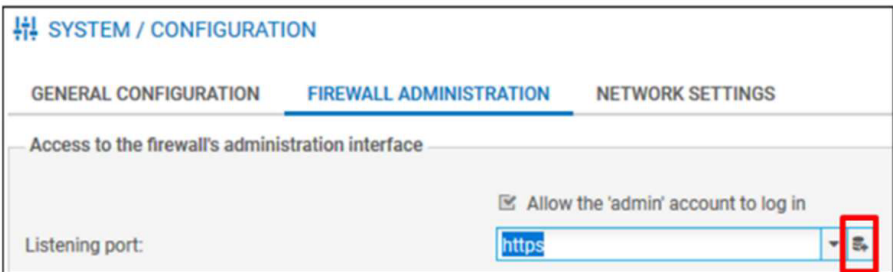 SYSTEM / CONFIGURATION
GENERAL CONFIGURATION FIREWALL ADMINISTRATION NETWORK SETTINGS
Access to the firewall's administration interface
Allow the 'admin' account to log in
Listening port: https